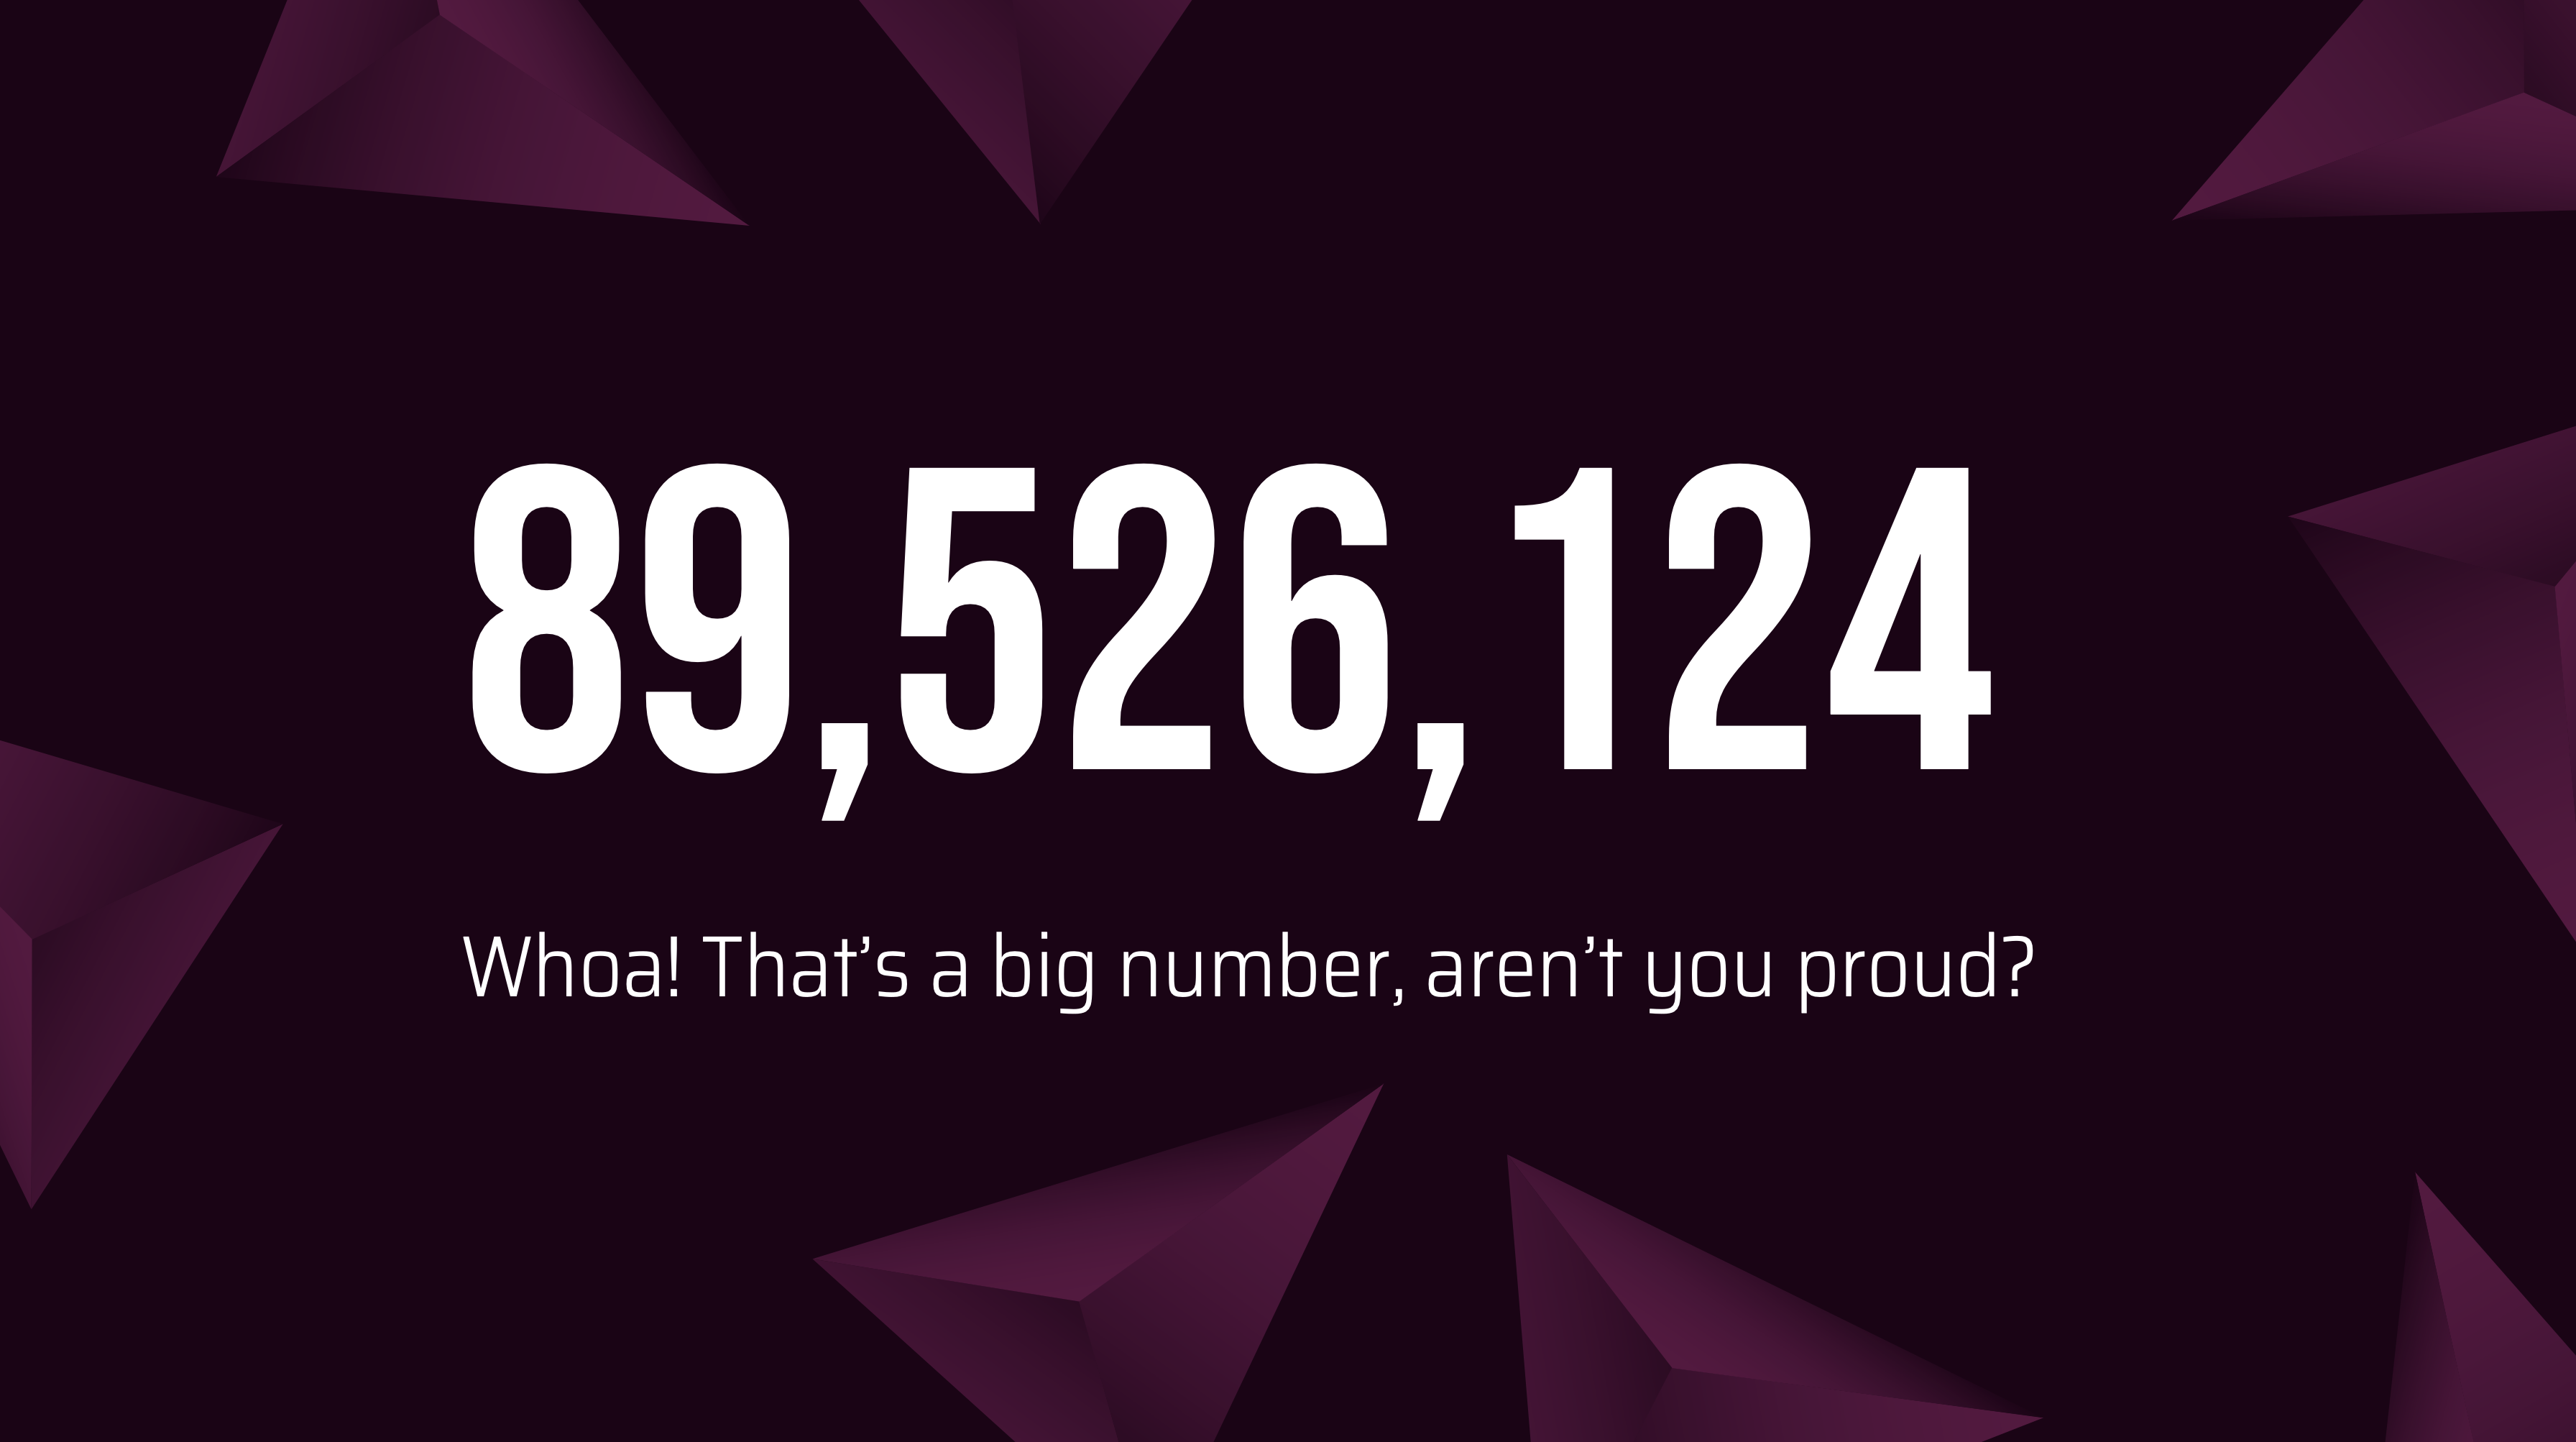 89,526,124
Whoa! That’s a big number, aren’t you proud?